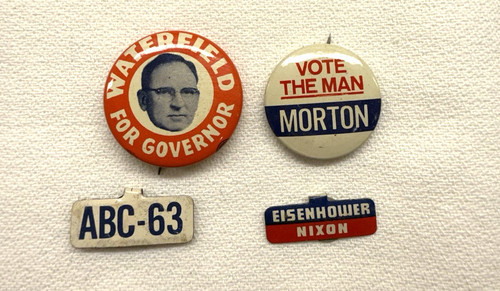 WATERFIELD
FOR GOVERNOR
VOTE
THE MAN
MORTON
ABC-63
EISENHOWER
NIXON